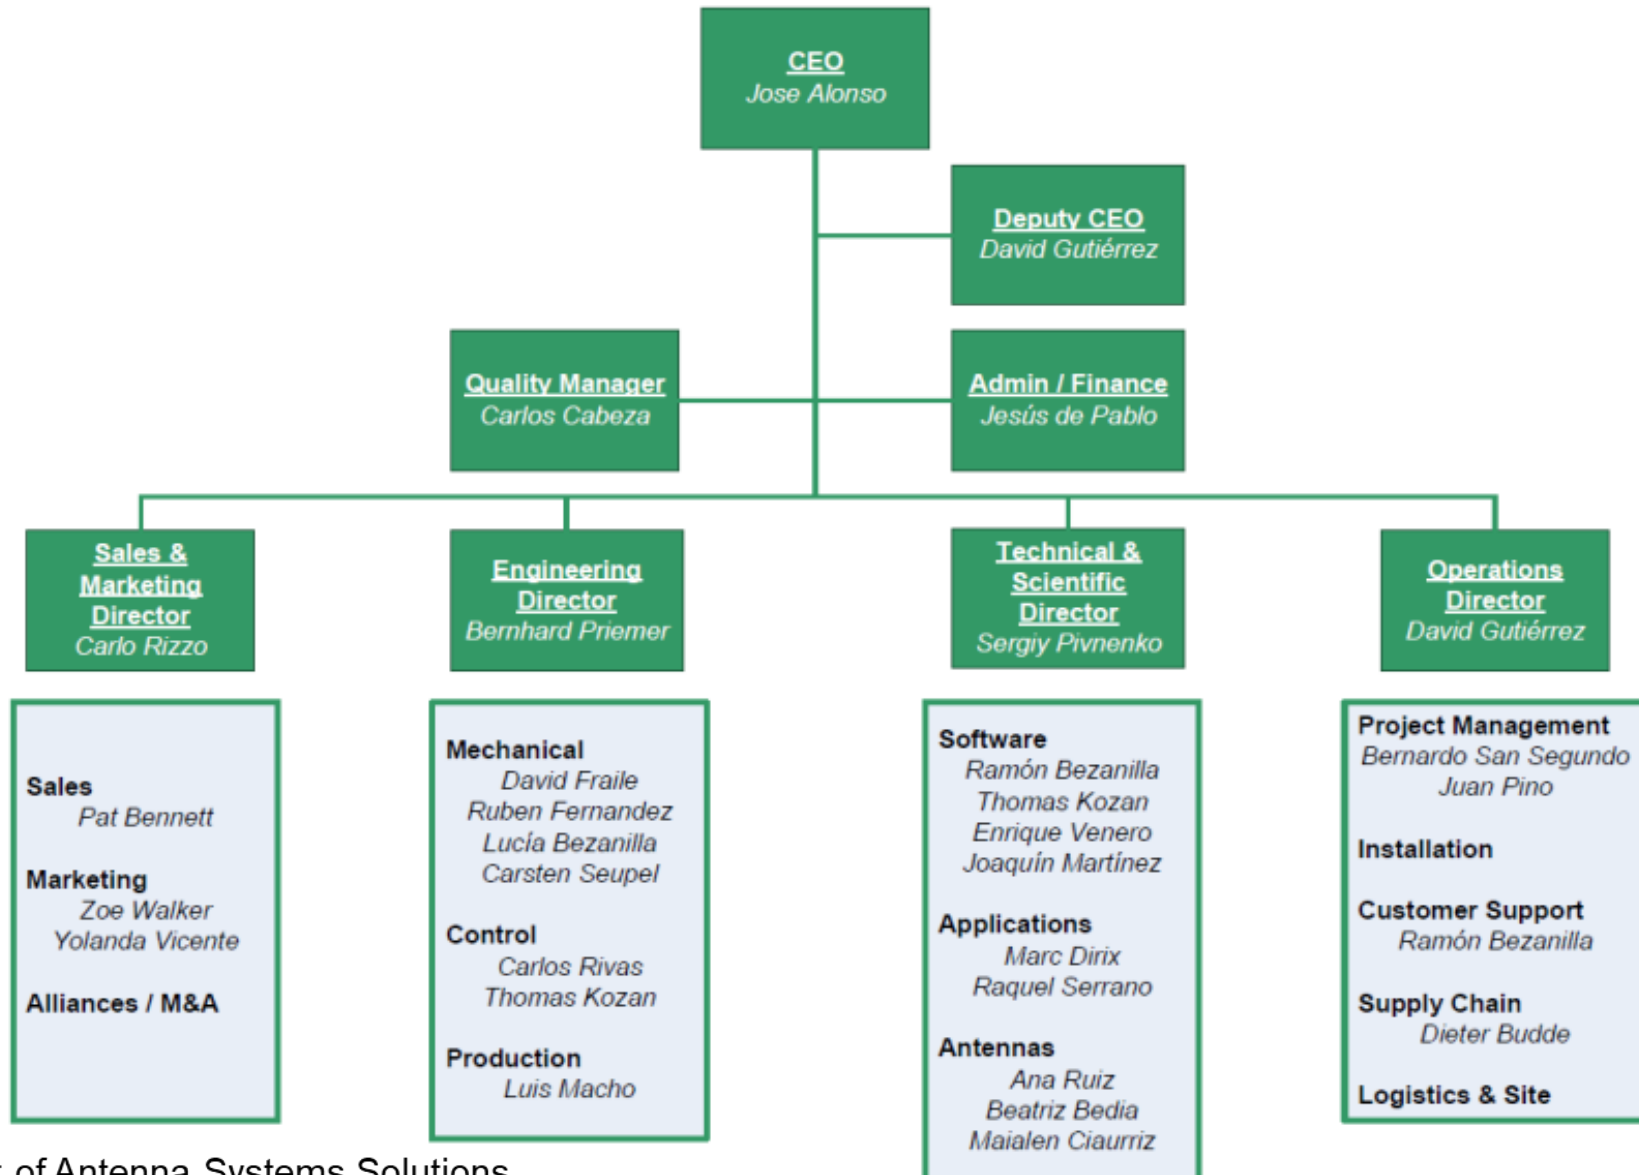 CEO
Jose Alonso
Deputy CEO
David Gutiérrez
Quality Manager
Carlos Cabeza
Admin / Finance
Jesús de Pablo
Sales &
Marketing
Director
Carlo Rizzo
Engineering
Director
Bernhard Priemer
Technical &
Scientific
Director
Sergiy Pivnenko
Operations
Director
David Gutiérrez
Sales
Pat Bennett
Marketing
Zoe Walker
Yolanda Vicente
Alliances / M&A
Mechanical
David Fraile
Ruben Fernandez
Lucía Bezanilla
Carsten Seupel
Control
Carlos Rivas
Thomas Kozan
Production
Luis Macho
Software
Ramón Bezanilla
Thomas Kozan
Enrique Venero
Joaquín Martínez
Applications
Marc Dirix
Raquel Serrano
Antennas
Ana Ruiz
Beatriz Bedia
Maialen Ciaurriz
Project Management
Bernardo San Segundo
Juan Pino
Installation
Customer Support
Ramón Bezanilla
Supply Chain
Dieter Budde
Logistics & Site
of Antenna Systems Solutions